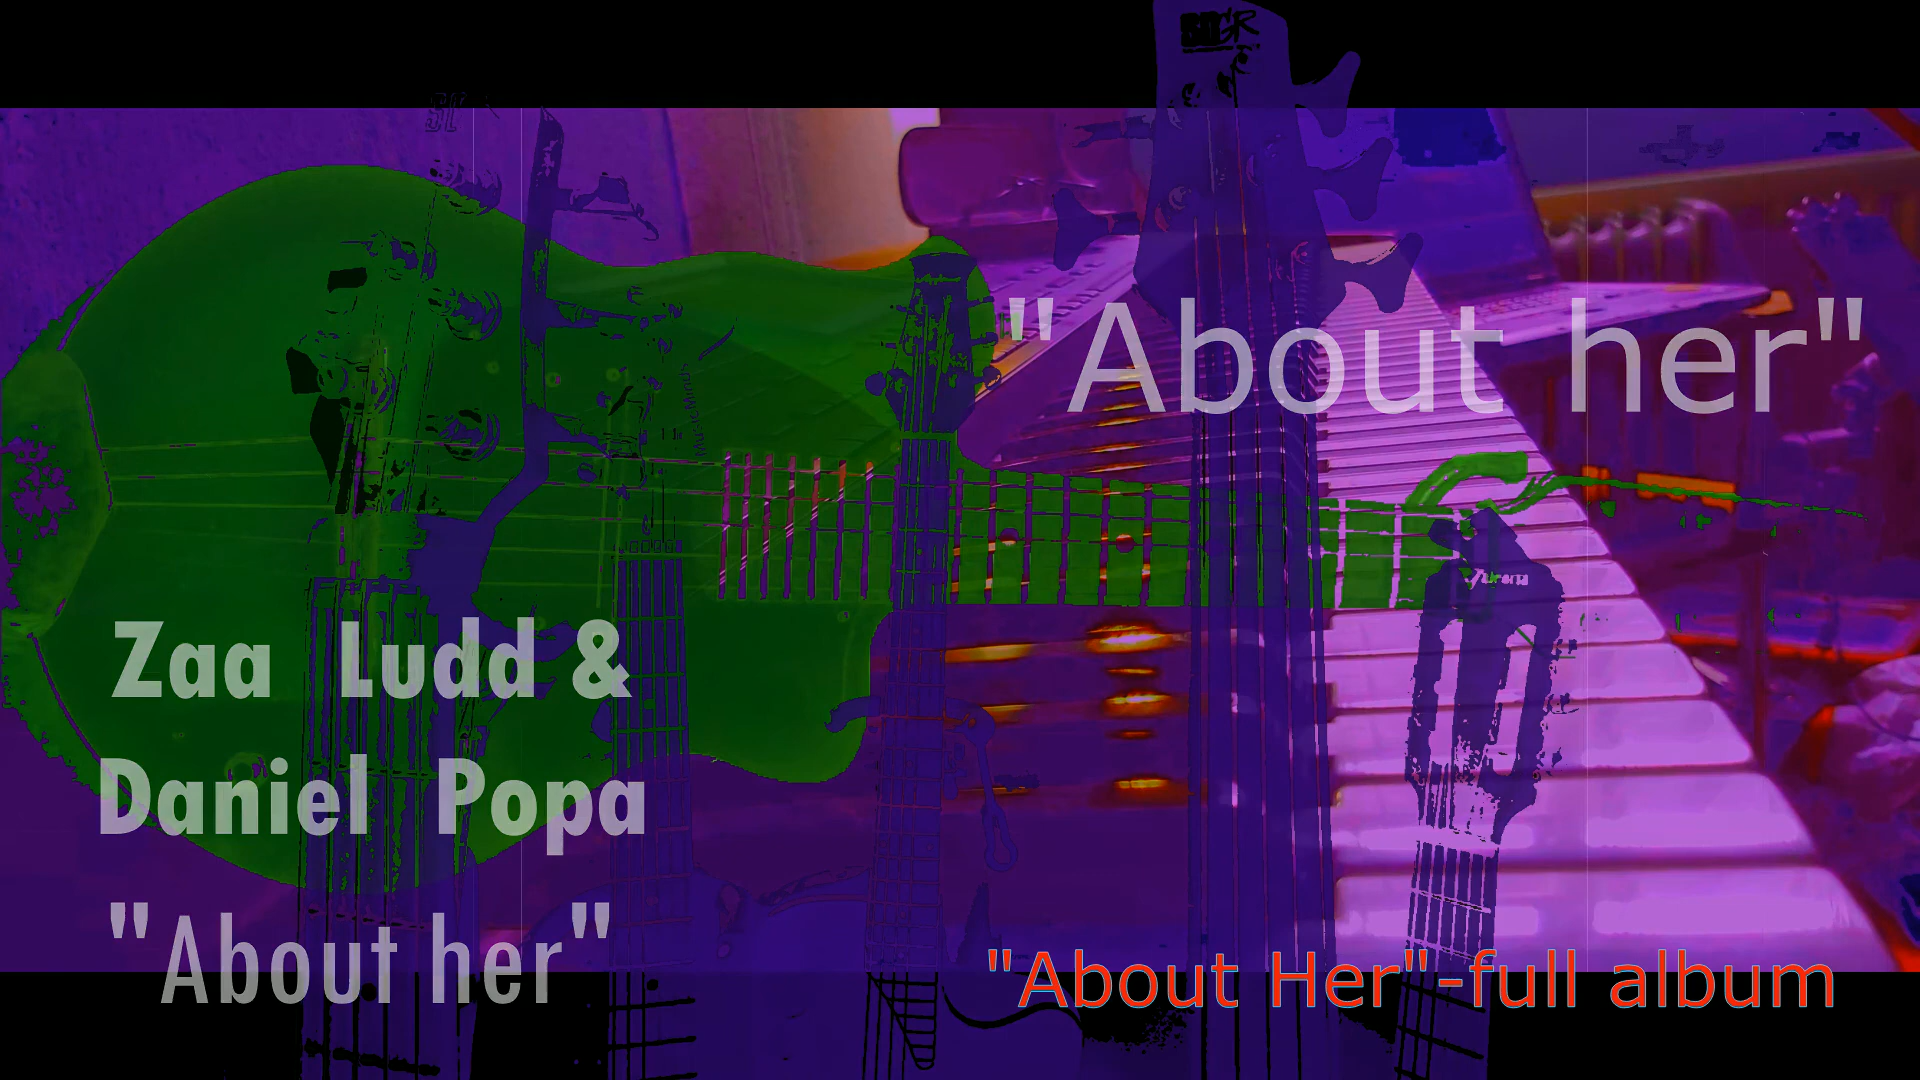 "About her"
Zaa Ludd &
Daniel Popa
"About her"
"About Her"-full album